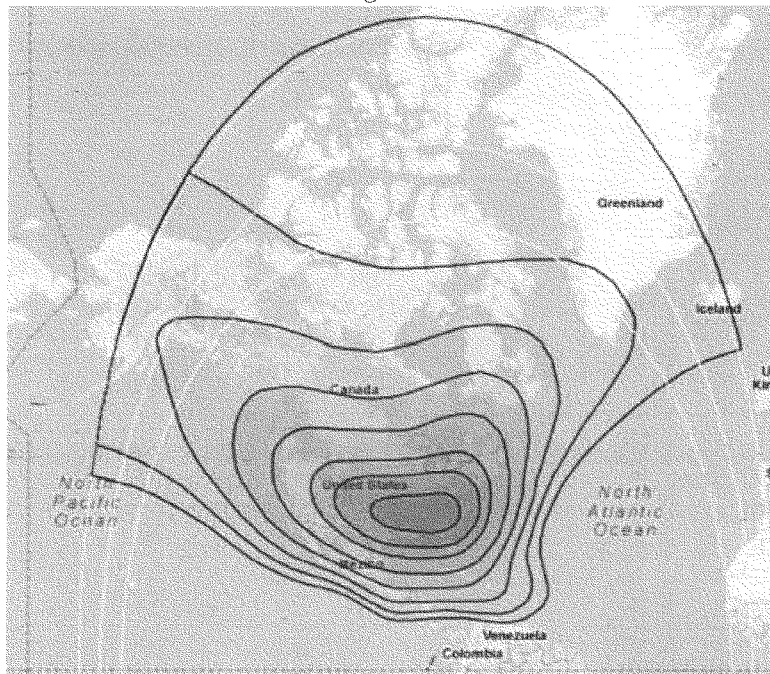 Greenland
Iceland
Canada
United States
North
Pacific
Ocean
North
Atlantic
Ocean
Mexico
Venezuela
Colombia